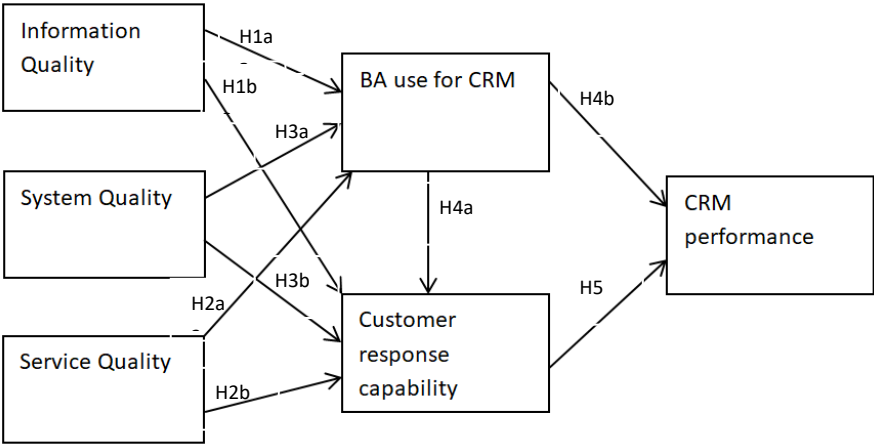 Information
Quality
H1a
H1b
BA use for CRM
H4b
H3a
System Quality
H4a
CRM
performance
H3b
H2a
H5
Customer
response
capability
Service Quality
H2b